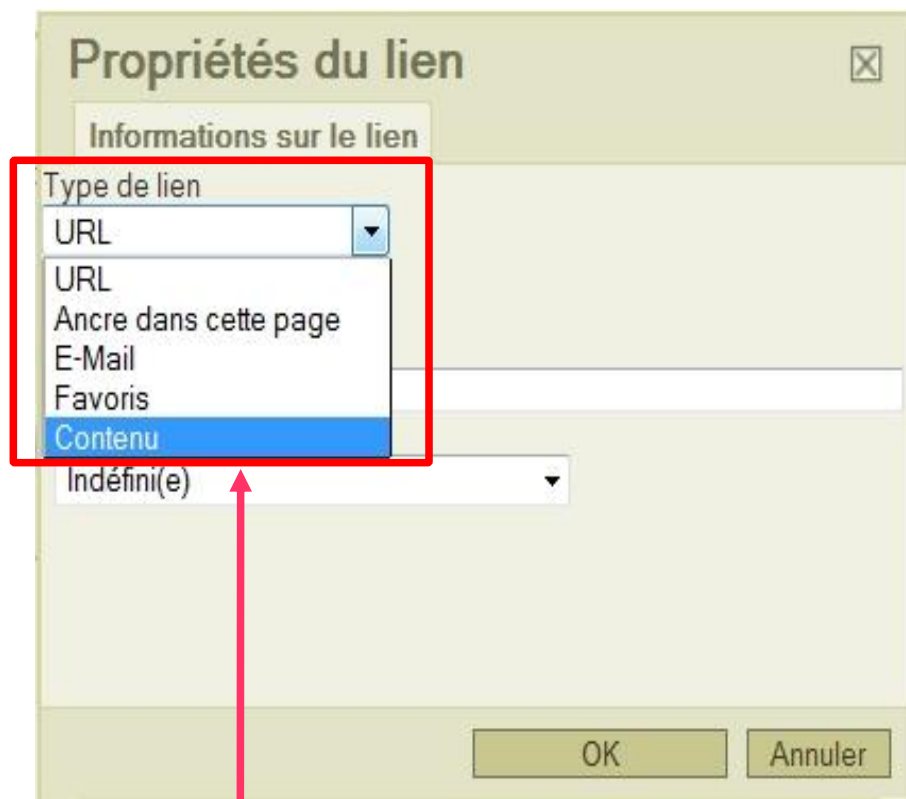 Propriétés du lien
Informations sur le lien
Type de lien
URL
URL
Ancre dans cette page
E-Mail
Favoris
Contenu
Indéfini(e)
OK
Annuler